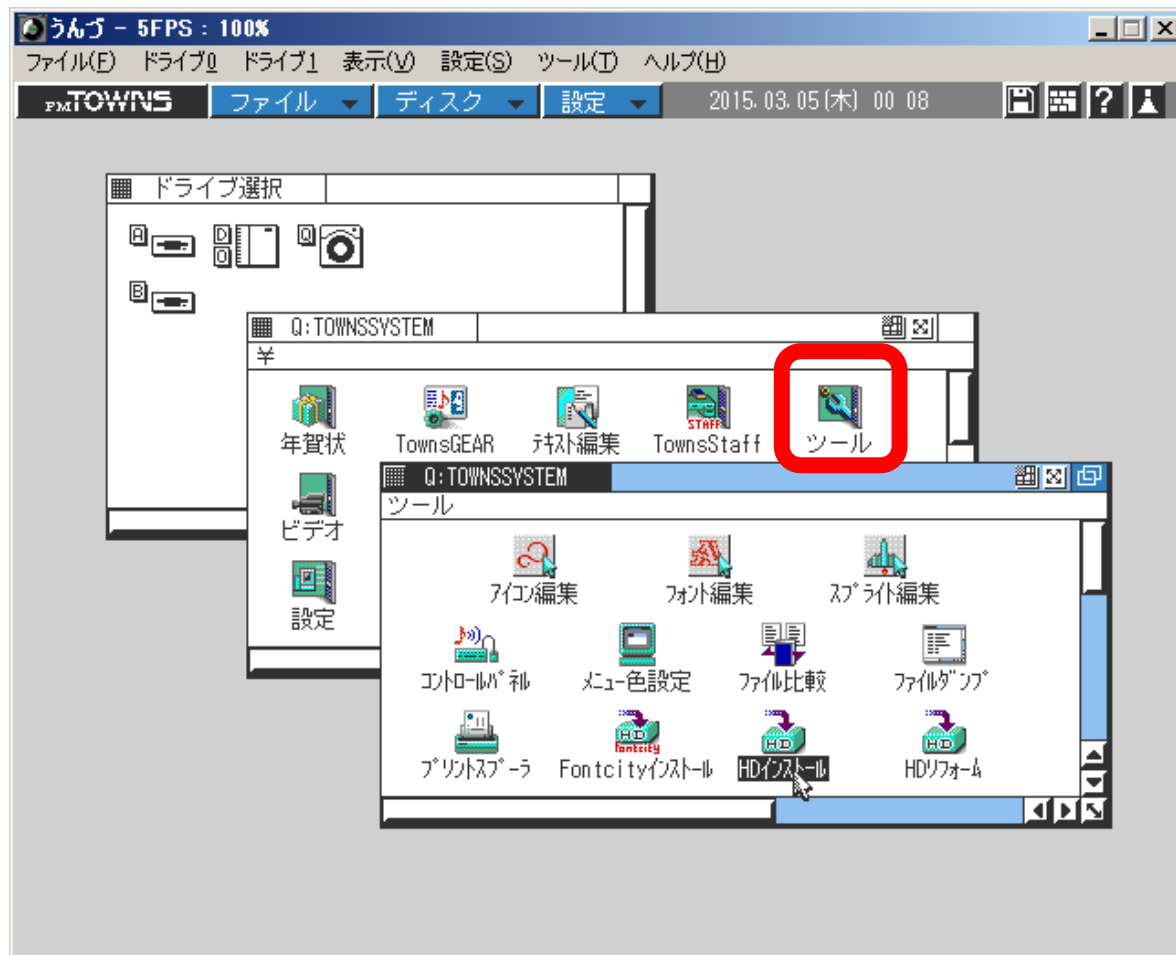 うんづ - 5FPS : 100%
ファイル(F) ドライブ0 ドライブ1 表示(V) 設定(S) ツール(T) ヘルプ(H)
FMTOWNS ファイル ディスク 設定 2015.03.05(木) 00 08
ドライブ選択
A D O Q
B
Q:TOWNSSYSTEM
¥
年賀状 TownsGEAR テキスト編集 TownsStaff ツール
ビデオ
設定
Q:TOWNSSYSTEM
ツール
アイコン編集 フォント編集 スプライト編集
コントロールパネル メニュー色設定 ファイル比較 ファイルダンプ
プリントスプーラ Fontcityインストール HDインストール HDリフォーム